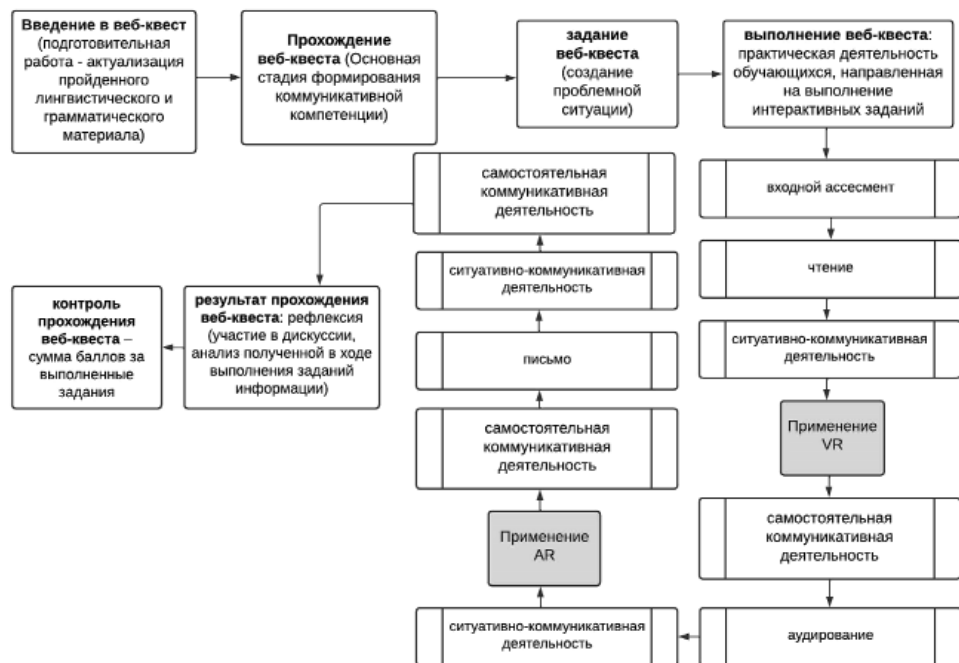 Введение в веб-квест
(подготовительная
работа - актуализация
пройденного
лингвистического и
грамматического
материала)
Прохождение
веб-квеста (Основная
стадия формирования
коммуникативной
компетенции)
задание
веб-квеста
(создание
проблемной
ситуации)
выполнение веб-квеста:
практическая деятельность
обучающихся, направленная
на выполнение
интерактивных заданий
входной ассесмент
чтение
ситуативно-коммуникативная
деятельность
Применение
VR
самостоятельная
коммуникативная
деятельность
аудирование
ситуативно-коммуникативная
деятельность
Применение
AR
самостоятельная
коммуникативная
деятельность
письмо
ситуативно-коммуникативная
деятельность
самостоятельная
коммуникативная
деятельность
результат прохождения
веб-квеста: рефлексия
(участие в дискуссии,
анализ полученной в ходе
выполнения заданий
информации)
контроль
прохождения
веб-квеста –
сумма баллов за
выполненные
задания